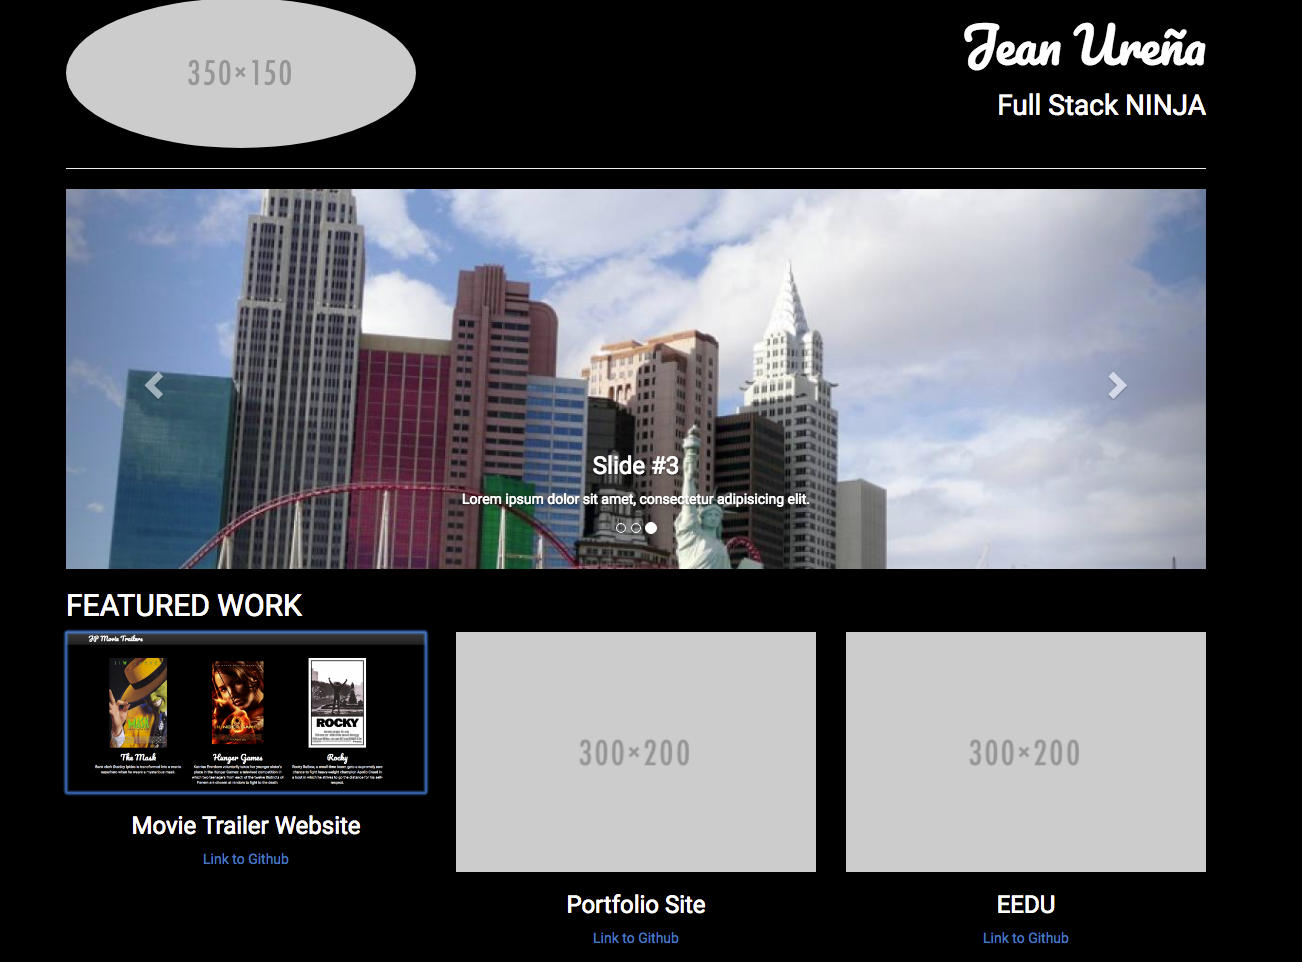 350×150
Jean Ureña
Full Stack NINJA
Slide #3
Lorem ipsum dolor sit amet, consectetur adipisicing elit.
FEATURED WORK
JP Movie Trailers
ROCKY
The Mask
Hunger Games
Rocky
300×200
300×200
Movie Trailer Website
Link to Github
Portfolio Site
Link to Github
EEDU
Link to Github